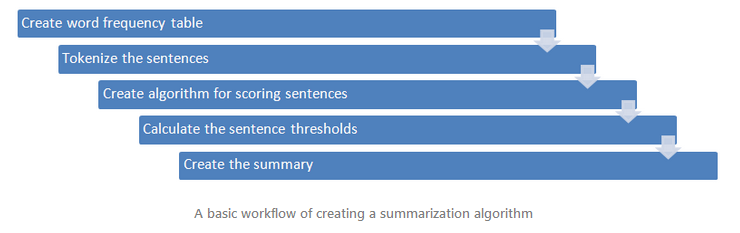 Create word frequency table
Tokenize the sentences
Create algorithm for scoring sentences
Calculate the sentence thresholds
Create the summary
A basic workflow of creating a summarization algorithm